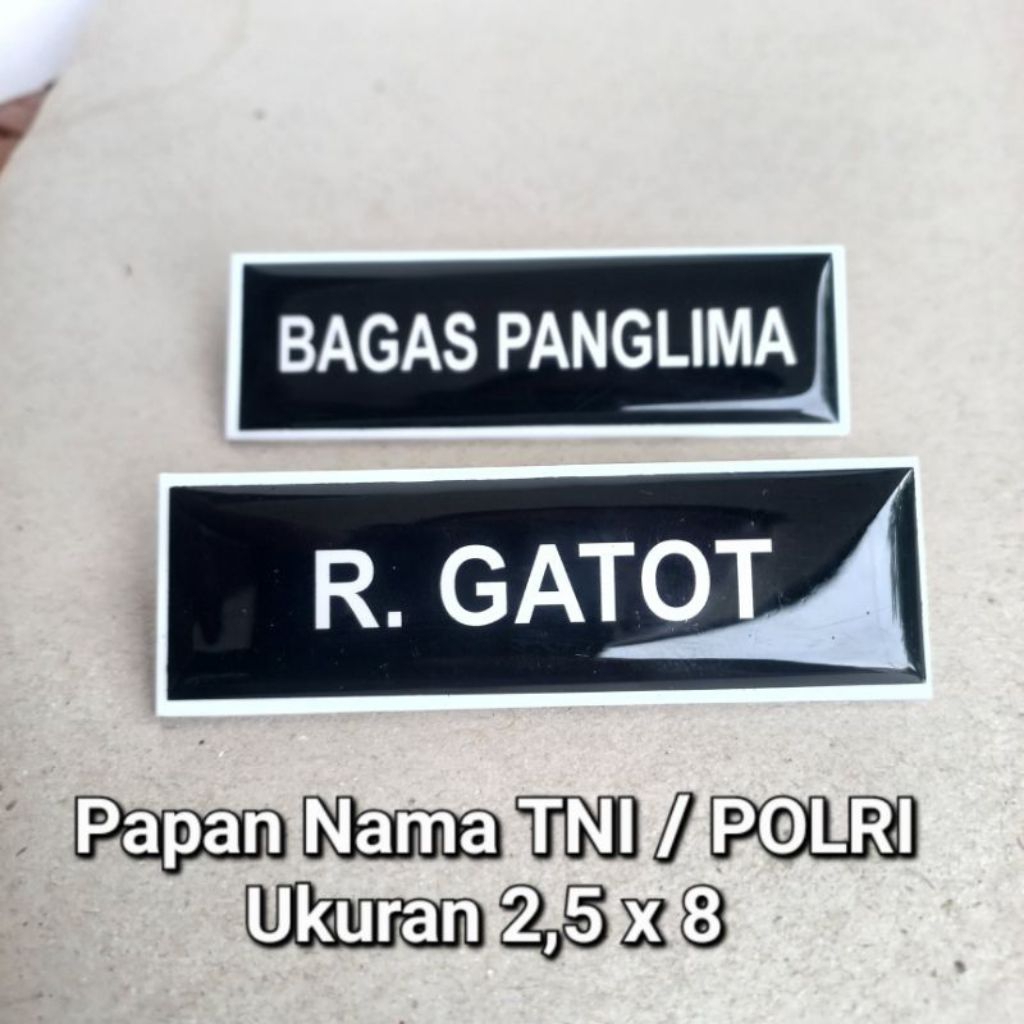 BAGAS PANGLIMA
R. GATOT
Papan Nama TNI / POLRI
Ukuran 2,5 x 8